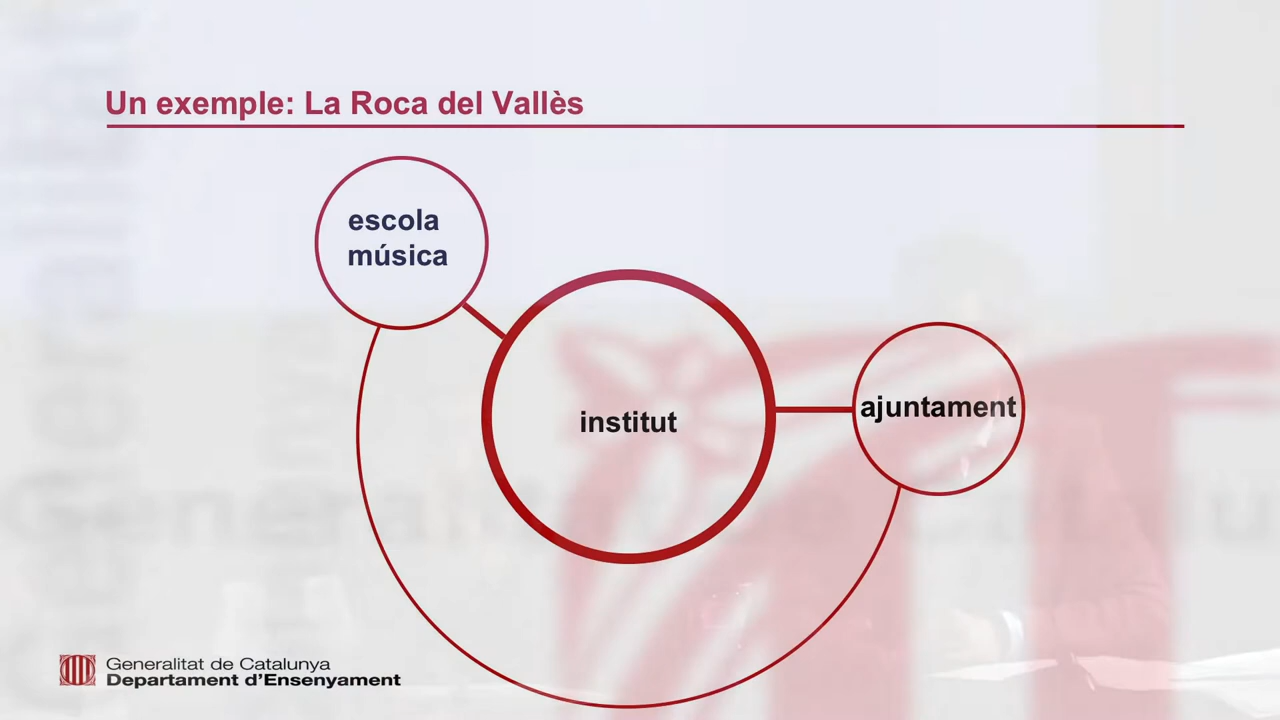 Un exemple: La Roca del Vallès
escola
música
institut
ajuntament
Generalitat de Catalunya
Departament d'Ensenyament